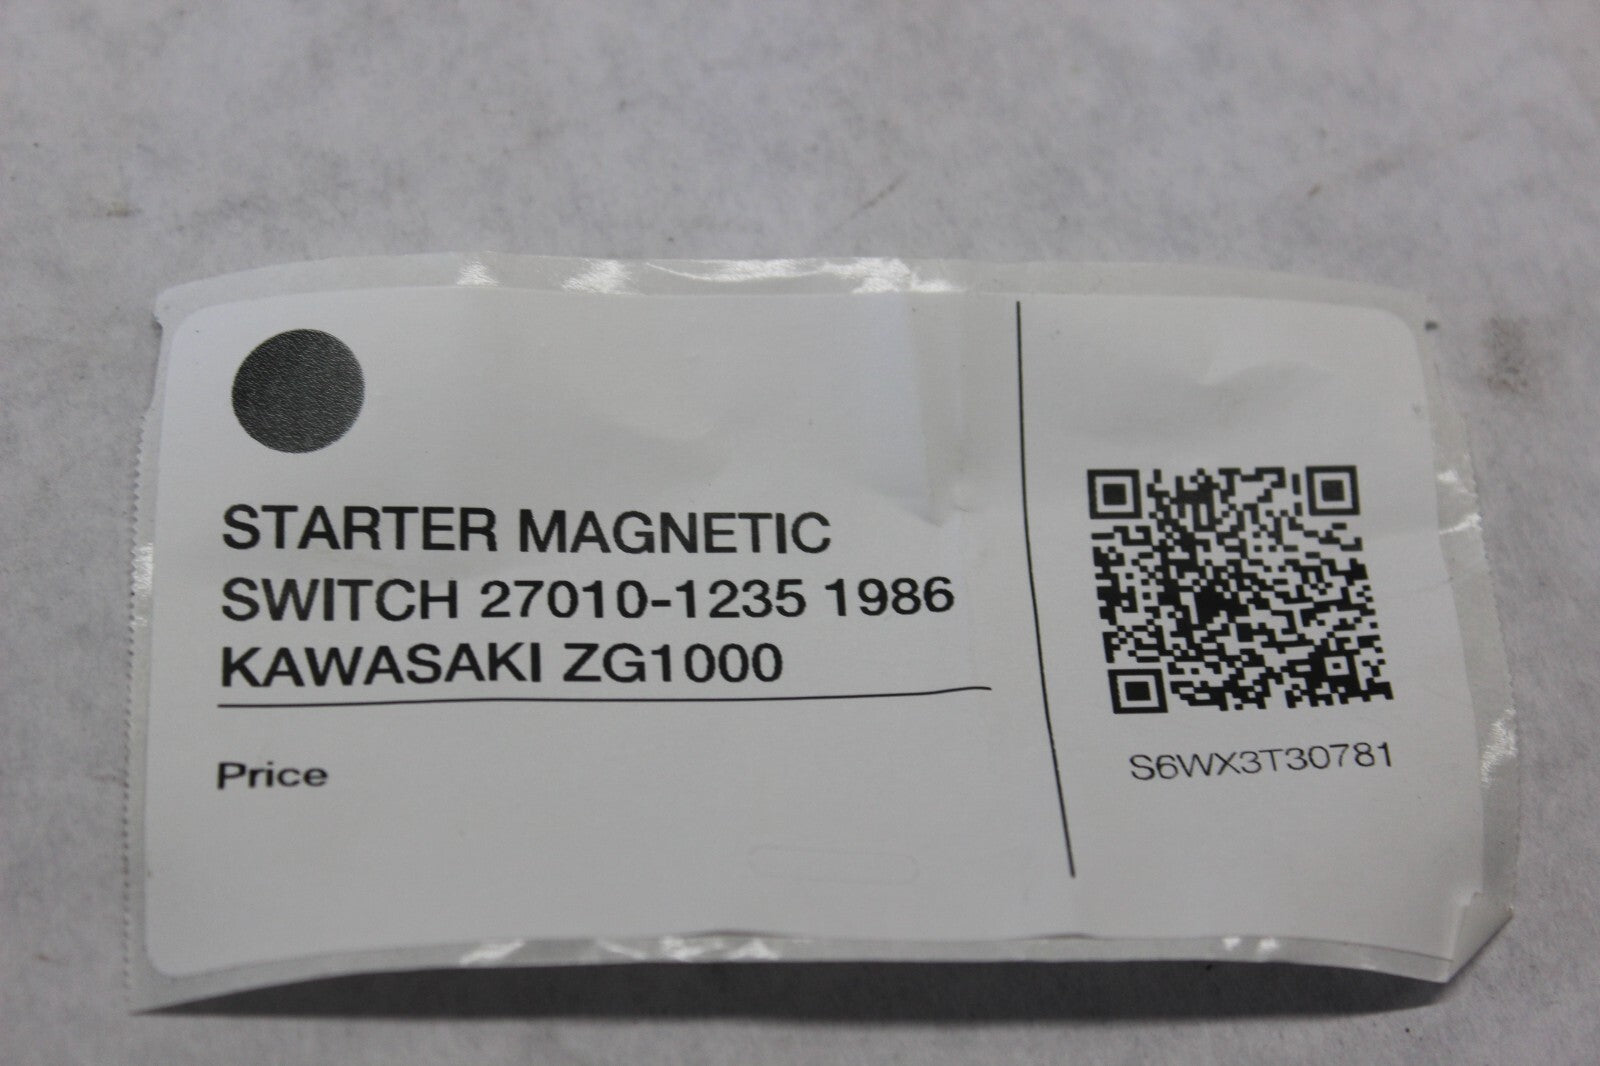 STARTER MAGNETIC
SWITCH 27010-1235 1986
KAWASAKI ZG1000
Price
S6WX3T30781